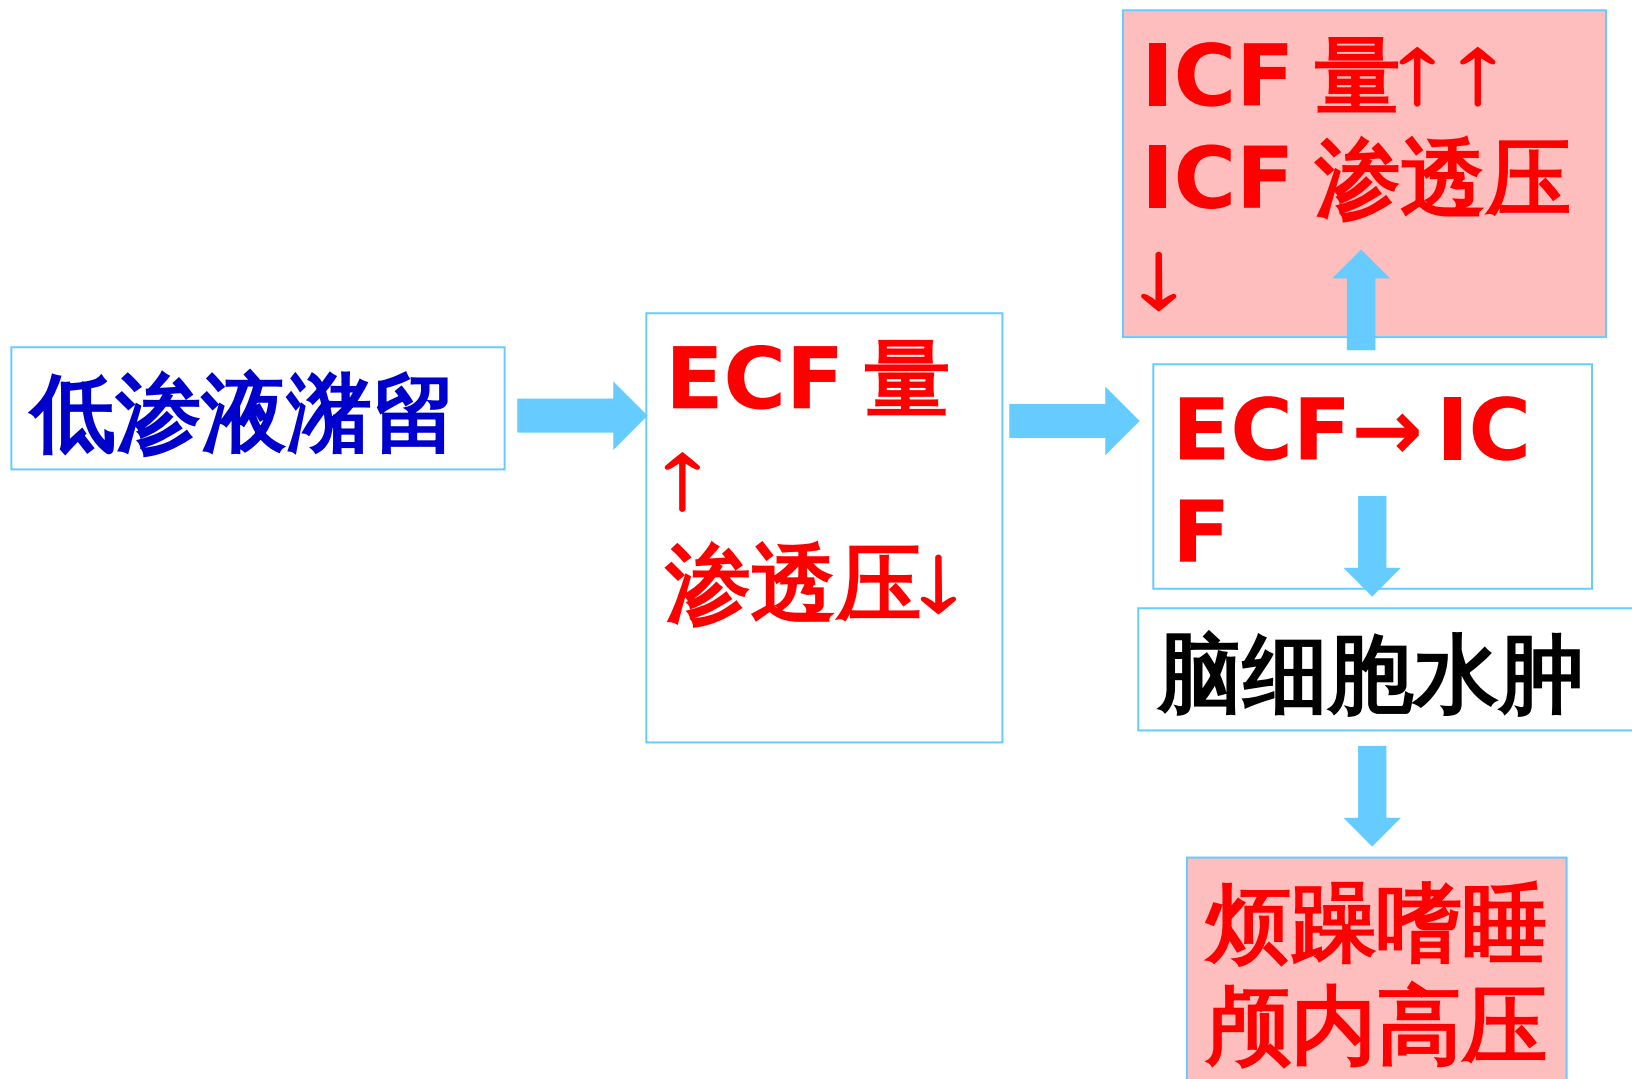 低渗液潴留
ECF 量
↑
渗透压↓
ICF 量↑↑
ICF 渗透压
↓
ECF→IC
F
脑细胞水肿
烦躁嗜睡
颅内高压